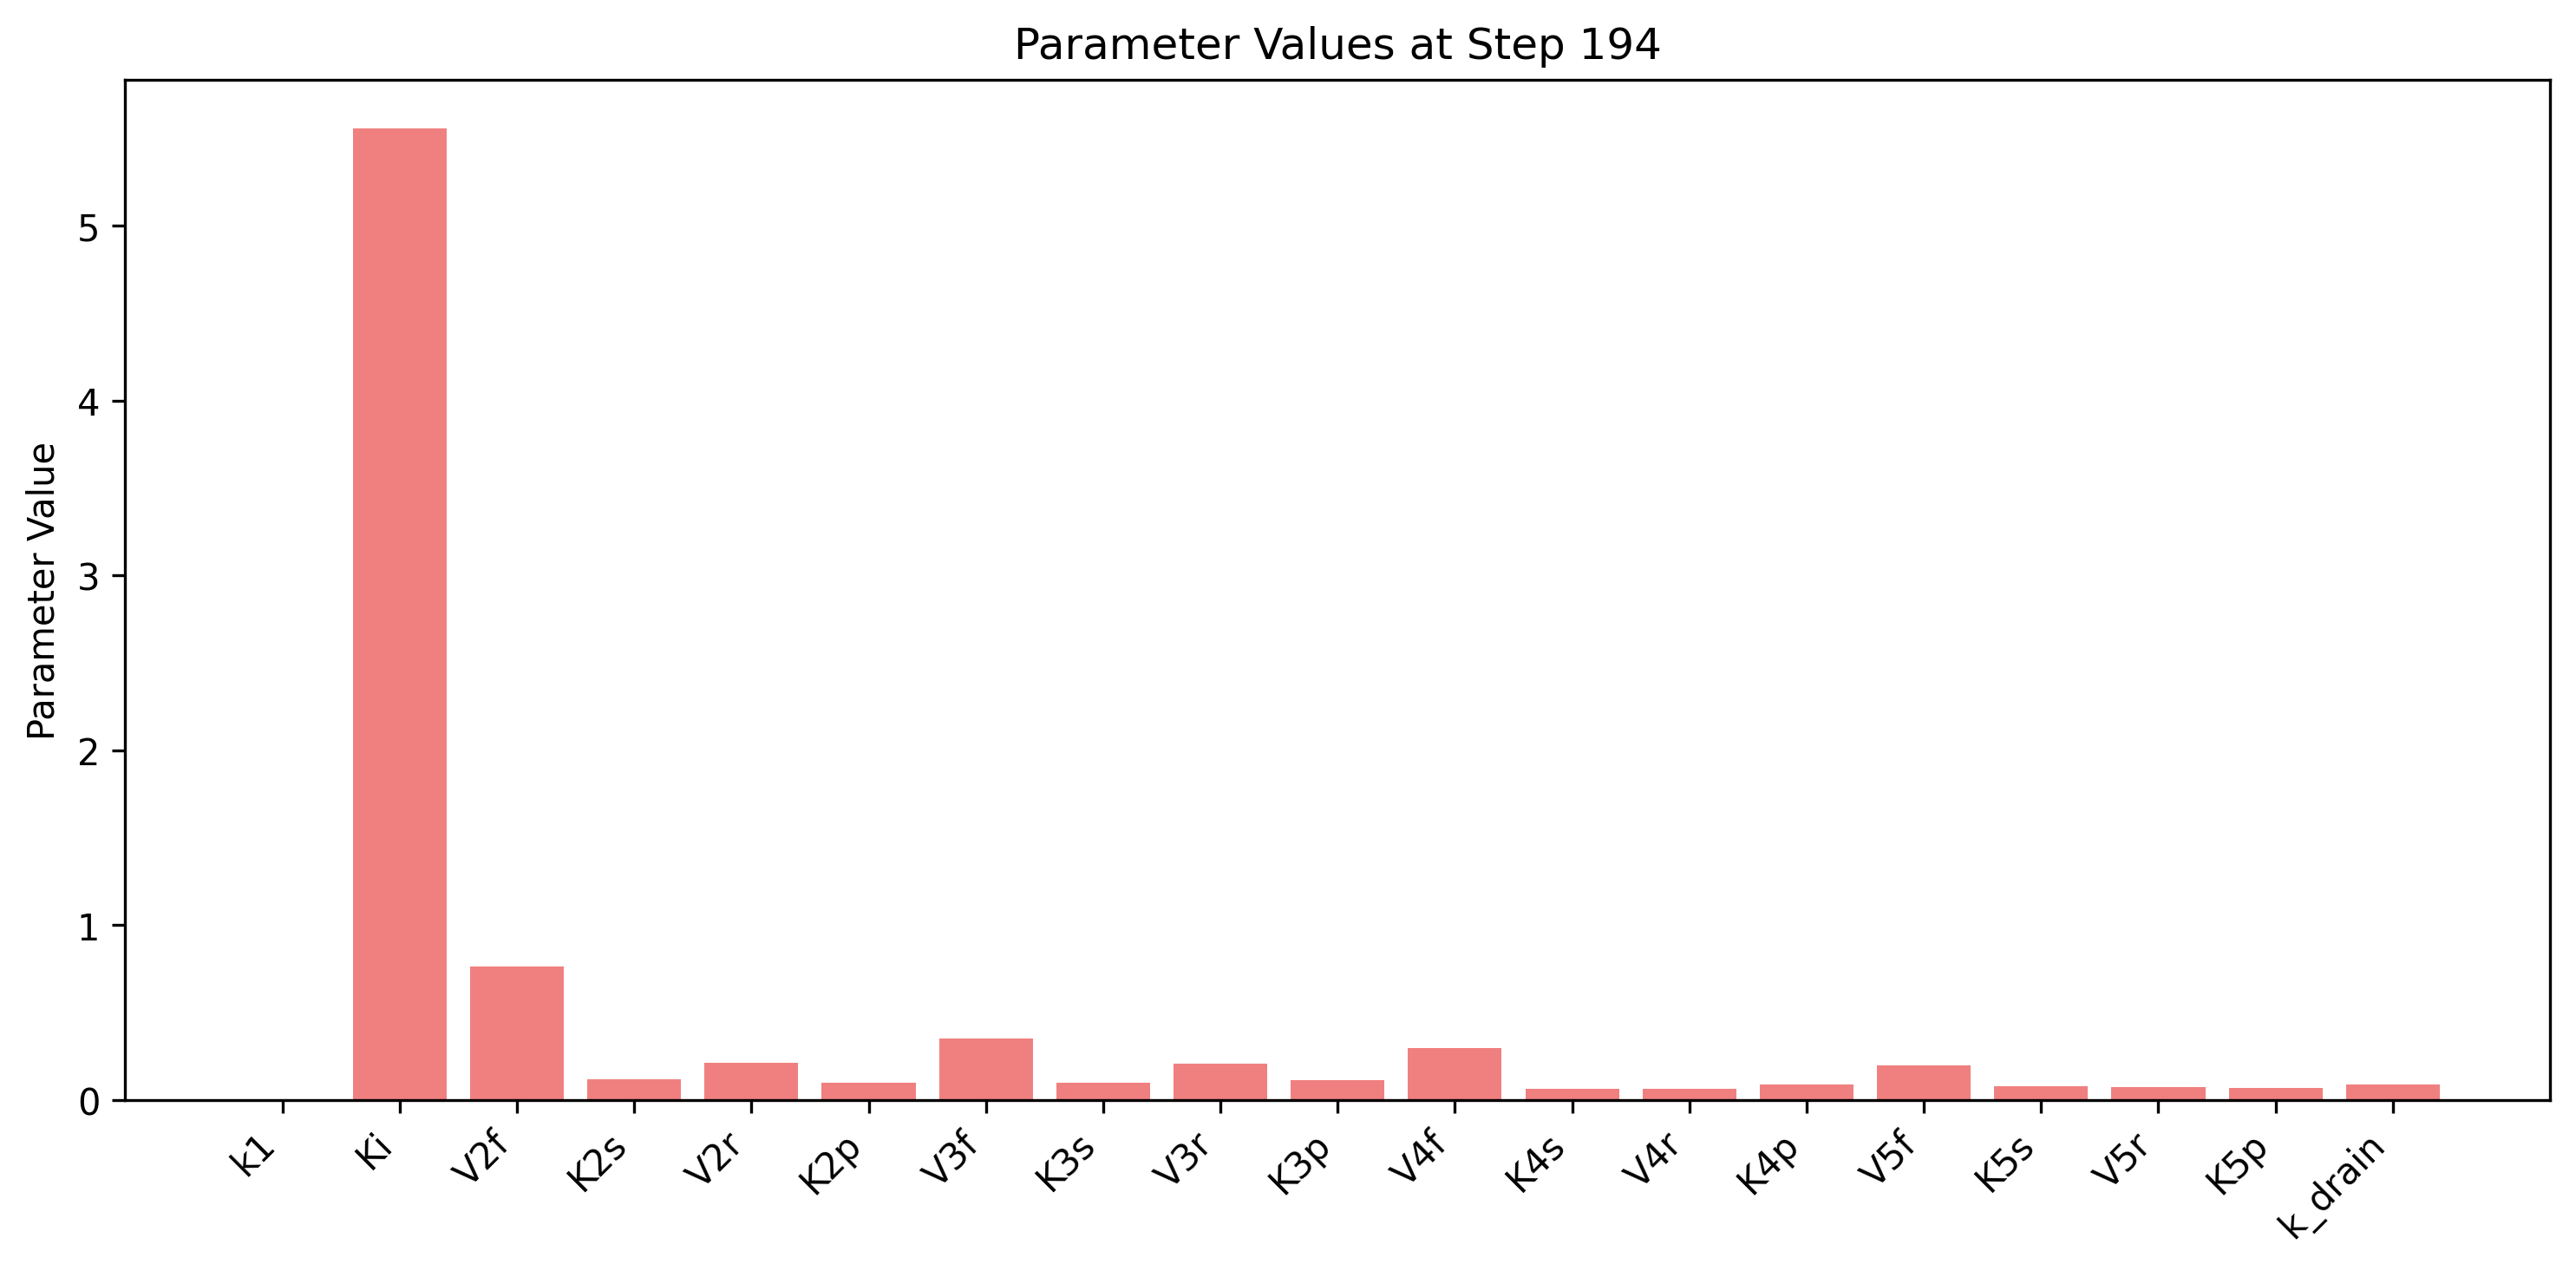 Parameter Values at Step 194
Parameter Value
5
4
3
2
1
0
k1
Ki
V2f
K2s
V2r
K2p
V3f
K3s
V3r
K3p
V4f
K4s
V4r
K4p
V5f
K5s
V5r
K5p
k_drain